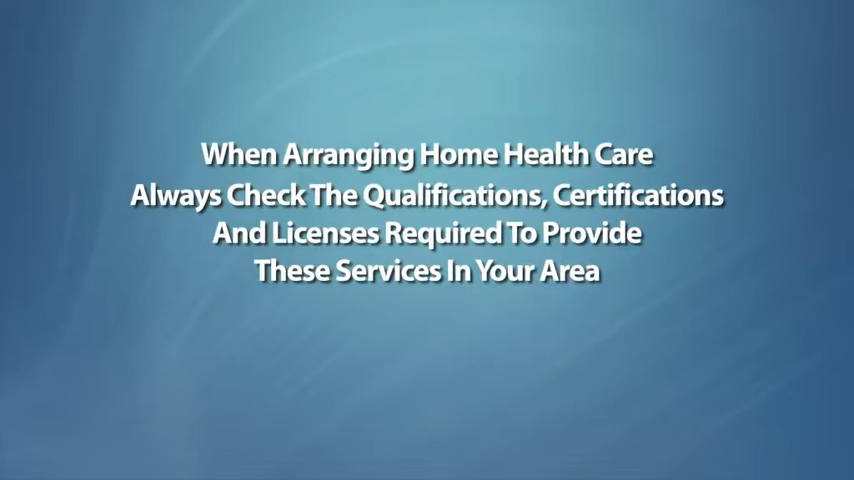 When Arranging Home Health Care
Always Check The Qualifications, Certifications
And Licenses Required To Provide
These Services In Your Area